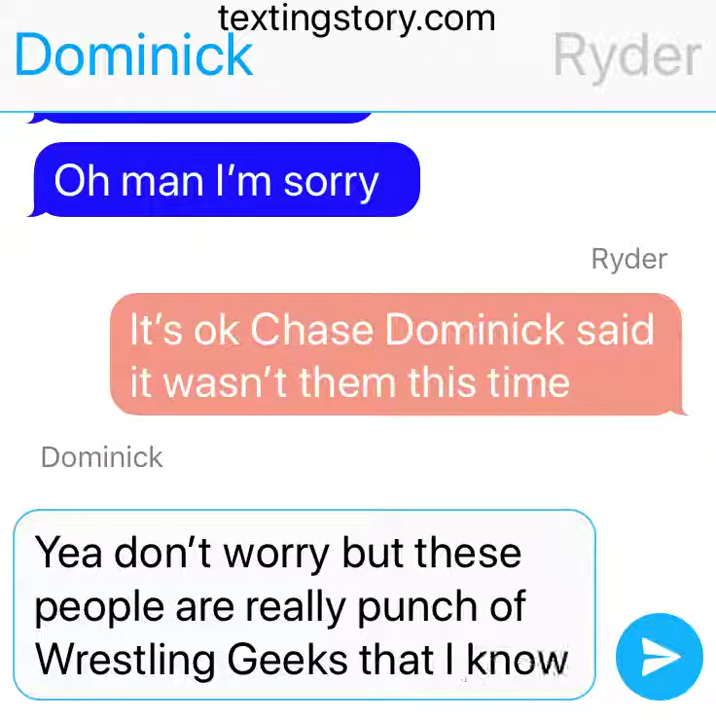 textingstory.com
Dominick
Ryder
Oh man I'm sorry
Ryder
It's ok Chase Dominick said
it wasn't them this time
Dominick
Yea don't worry but these
people are really punch of
Wrestling Geeks that I know